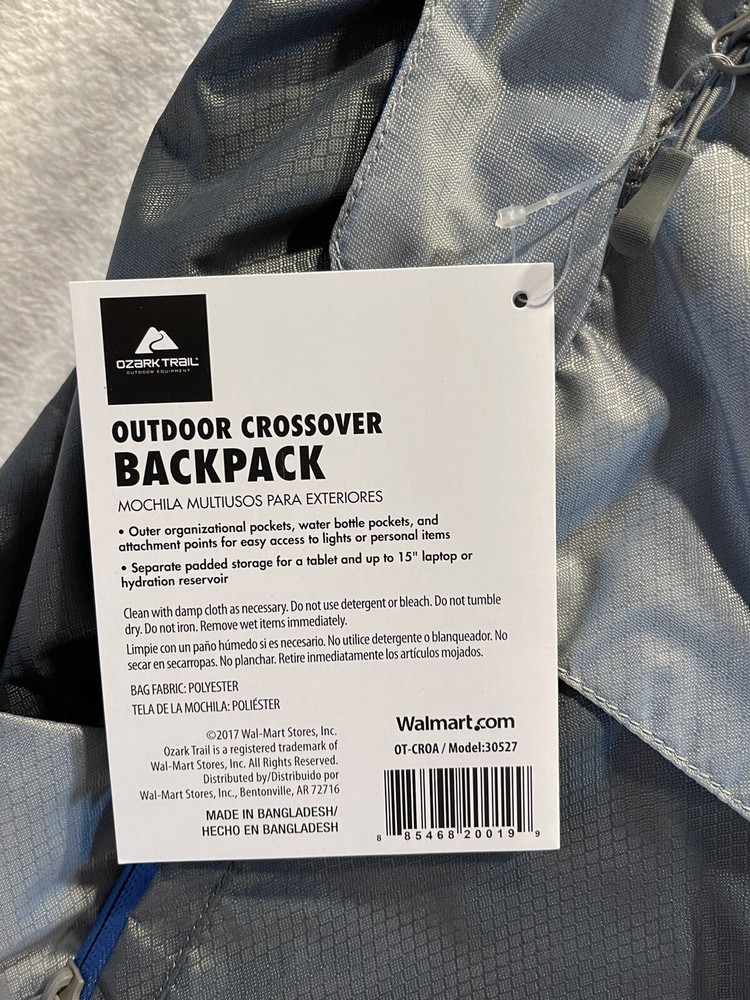 OZARK TRAIL®
OUTDOOR EQUIPMENT
OUTDOOR CROSSOVER
BACKPACK
MOCHILA MULTIUSOS PARA EXTERIORES
• Outer organizational pockets, water bottle pockets, and
attachment points for easy access to lights or personal items
• Separate padded storage for a tablet and up to 15" laptop or
hydration reservoir
Clean with damp cloth as necessary. Do not use detergent or bleach. Do not tumble
dry. Do not iron. Remove wet items immediately.
Limpie con un paño húmedo si es necesario. No utilice detergente o blanqueador. No
secar en secarropas. No planchar. Retire inmediatamente los artículos mojados.
BAG FABRIC: POLYESTER
TELA DE LA MOCHILA: POLIÉSTER
©2017 Wal-Mart Stores, Inc.
Ozark Trail is a registered trademark of
Wal-Mart Stores, Inc. All Rights Reserved.
Distributed by/Distribuido por
Wal-Mart Stores, Inc., Bentonville, AR 72716
MADE IN BANGLADESH/
HECHO EN BANGLADESH
Walmart.com
OT-CROA / Model:30527
8 85468 20019 9